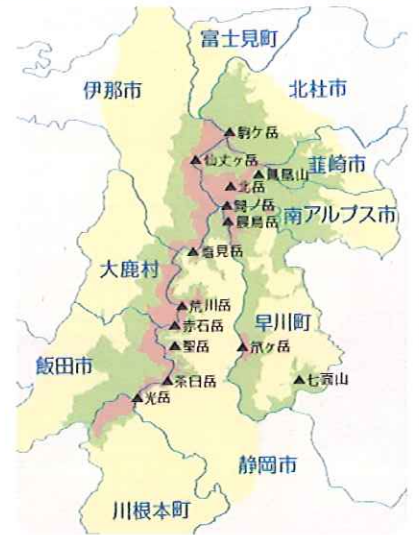 富士見町
伊那市
北杜市
駒ケ岳
仙丈ヶ岳
韮崎市
鳳凰山
北岳
間ノ岳
南アルプス市
農鳥岳
塩見岳
大鹿村
荒川岳
赤石岳
早川町
聖岳
笊ヶ岳
飯田市
茶臼岳
七面山
光岳
静岡市
川根本町